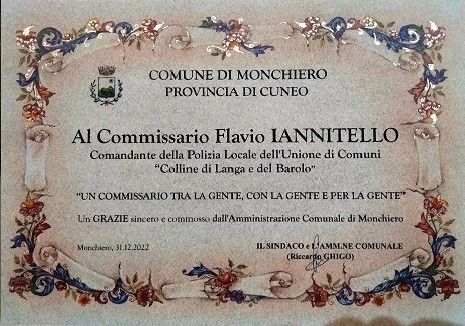 COMUNE DI MONCHIERO
PROVINCIA DI CUNEO
Al Commissario Flavio IANNITELLO
Comandante della Polizia Locale dell'Unione di Comuni
"Colline di Langa e del Barolo"
"UN COMMISSARIO TRA LA GENTE, CON LA GENTE E PER LA GENTE"
Un GRAZIE sincero e commosso dall'Amministrazione Comunale di Monchiero
Monchiero, 31.12.2022
IL SINDACO e L'AMM.NE COMUNALE
(Riccardo GHIGO)